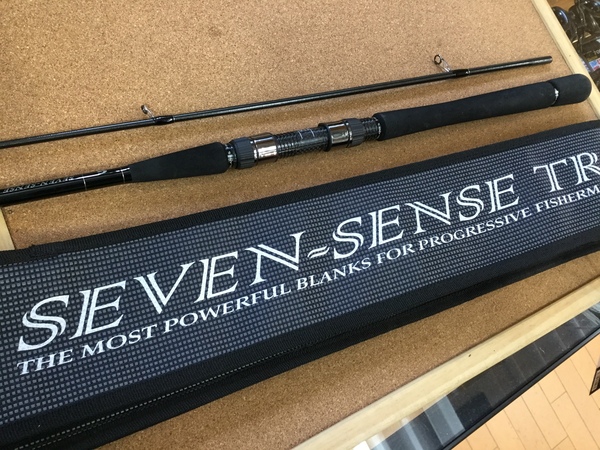 SEVEN-SENSE TR
THE MOST POWERFUL BLANKS FOR PROGRESSIVE FISHERM